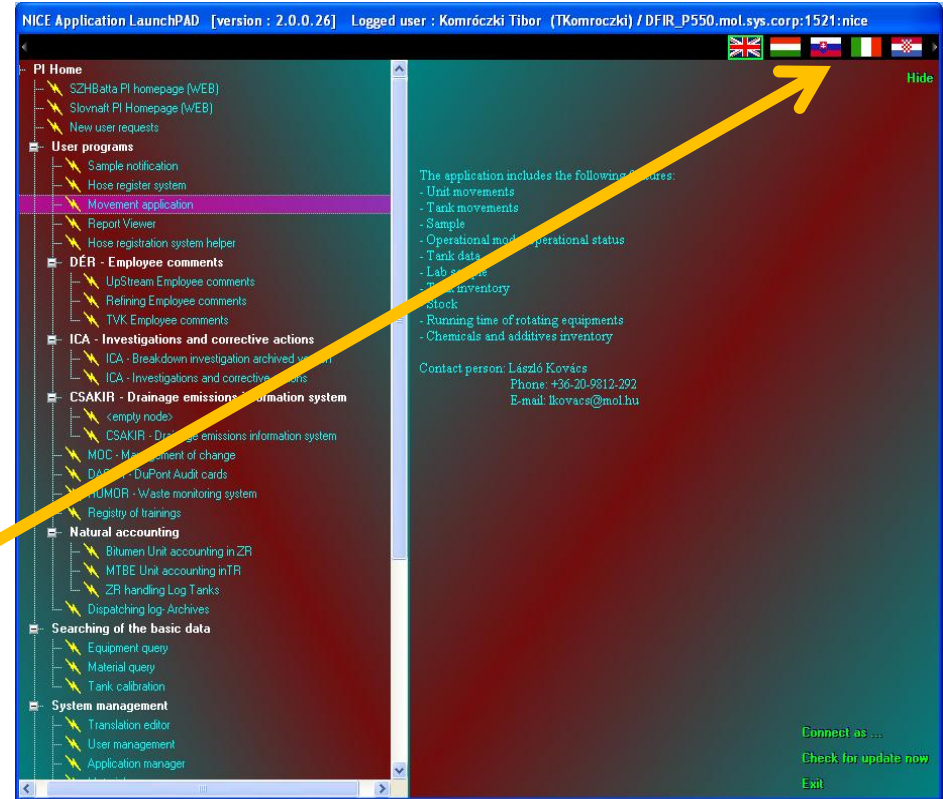 NICE Application LaunchPAD [version : 2.0.0.26] Logged user : Komróczki Tibor (TKomroczki) / DFIR_P550.mol.sys.corp:1521:nice
Hide
PI Home
SZHBatta PI homepage (WEB)
Slovnaft PI Homepage (WEB)
New user requests
User programs
Sample notification
Hose register system
Movement application
Report Viewer
Hose registration system helper
DÉR - Employee comments
UpStream Employee comments
Refining Employee comments
TVK Employee comments
ICA - Investigations and corrective actions
ICA - Breakdown investigation archived version
ICA - Investigations and corrective actions
CSAKIR - Drainage emissions information system
<empty node>
CSAKIR - Drainage emissions information system
MOC - Management of change
DuPont Audit cards
HUMOR - Waste monitoring system
Registry of trainings
Natural accounting
Bitumen Unit accounting in ZR
MTBE Unit accounting inTR
ZR handling Log Tanks
Dispatching log- Archives
Searching of the basic data
Equipment query
Material query
Tank calibration
System management
Translation editor
User management
Application manager
The application includes the following features:
- Unit movements
- Tank movements
- Sample
- Operational mode, operational status
- Tank data
- Lab sample
- Tank inventory
- Stock
- Running time of rotating equipments
- Chemicals and additives inventory
Contact person: László Kovács
Phone: +36-20-9812-292
E-mail: lkovacs@mol.hu
Connect as ...
Check for update now
Exit